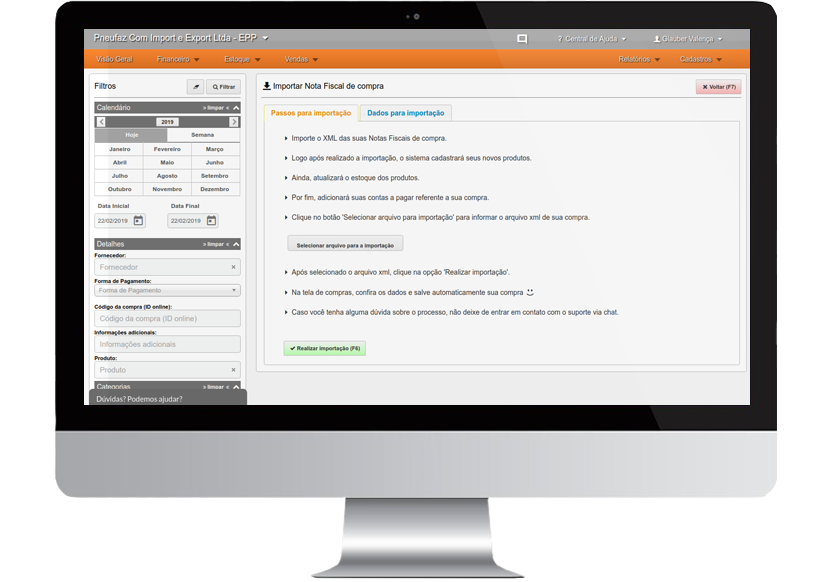 Pneufaz Com Import e Export Ltda - EPP
? Central de Ajuda
Glauber Valença
Visão Geral
Financeiro
Estoque
Vendas
Relatórios
Cadastros
Filtros
Filtrar
Calendário
limpar
2019
Hoje
Semana
Janeiro
Fevereiro
Março
Abril
Maio
Junho
Julho
Agosto
Setembro
Outubro
Novembro
Dezembro
Data Inicial
Data Final
22/02/2019
22/02/2019
Detalhes
limpar
Fornecedor:
Fornecedor
Forma de Pagamento:
Forma de Pagamento
Código da compra (ID online):
Código da compra (ID online)
Informações adicionais:
Informações adicionais
Produto:
Produto
Categorias
limpar
Dúvidas? Podemos ajudar?
Importar Nota Fiscal de compra
Voltar (F7)
Passos para importação
Dados para importação
Importe o XML das suas Notas Fiscais de compra.
Logo após realizado a importação, o sistema cadastrará seus novos produtos.
Ainda, atualizará o estoque dos produtos.
Por fim, adicionará suas contas a pagar referente a sua compra.
Clique no botão 'Selecionar arquivo para importação' para informar o arquivo xml de sua compra.
Selecionar arquivo para a importação
Após selecionado o arquivo xml, clique na opção 'Realizar importação'.
Na tela de compras, confira os dados e salve automaticamente sua compra
Caso você tenha alguma dúvida sobre o processo, não deixe de entrar em contato com o suporte via chat.
Realizar importação (F6)